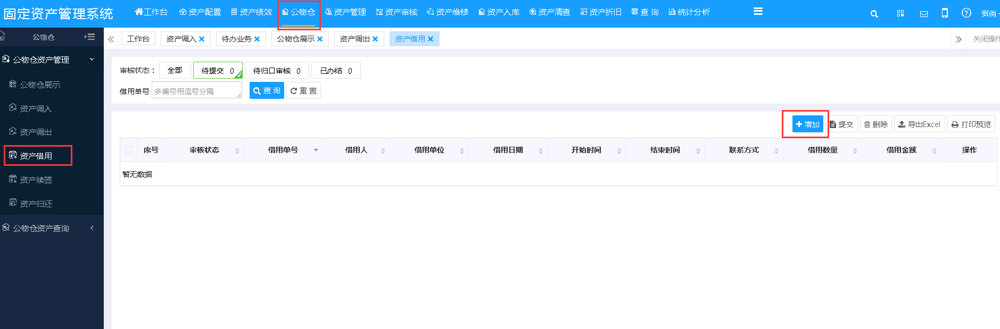 固定资产管理系统 工作台 资产配置 资产绩效 公物仓 资产管理 资产审核 资产维修 资产入库 资产清查 资产折旧 查 询 统计分析 弭俏
公物仓 工作台 资产调入 待办业务 公物仓展示 资产调出 资产借用 关闭操作
公物仓资产管理
公物仓展示
资产调入
资产调出
资产借用
资产续签
资产归还
公物仓资产查询
审核状态： 全部 待提交 0 待归口审核 0 已办结 0
借用单号 多编号用逗号分隔 查 询 重 置
增加 提交 删除 导出Excel 打印预览
序号 审核状态 借用单号 借用人 借用单位 借用日期 开始时间 结束时间 联系方式 借用数量 借用金额 操作
暂无数据